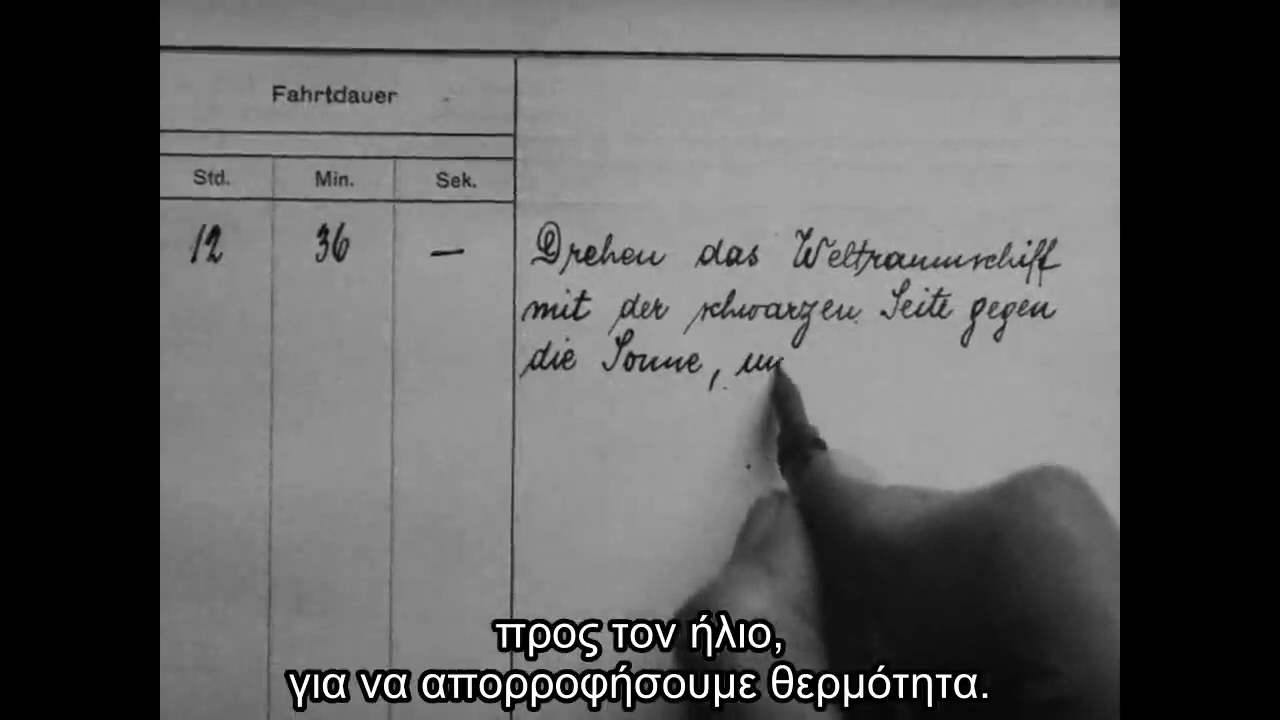 Fahrtdauer
Std. Min. Sek.
12 36 — Drehen das Weltraumschiff
mit der schwarzen Seite gegen
die Sonne, um
προς τον ήλιο,
για να απορροφήσουμε θερμότητα.